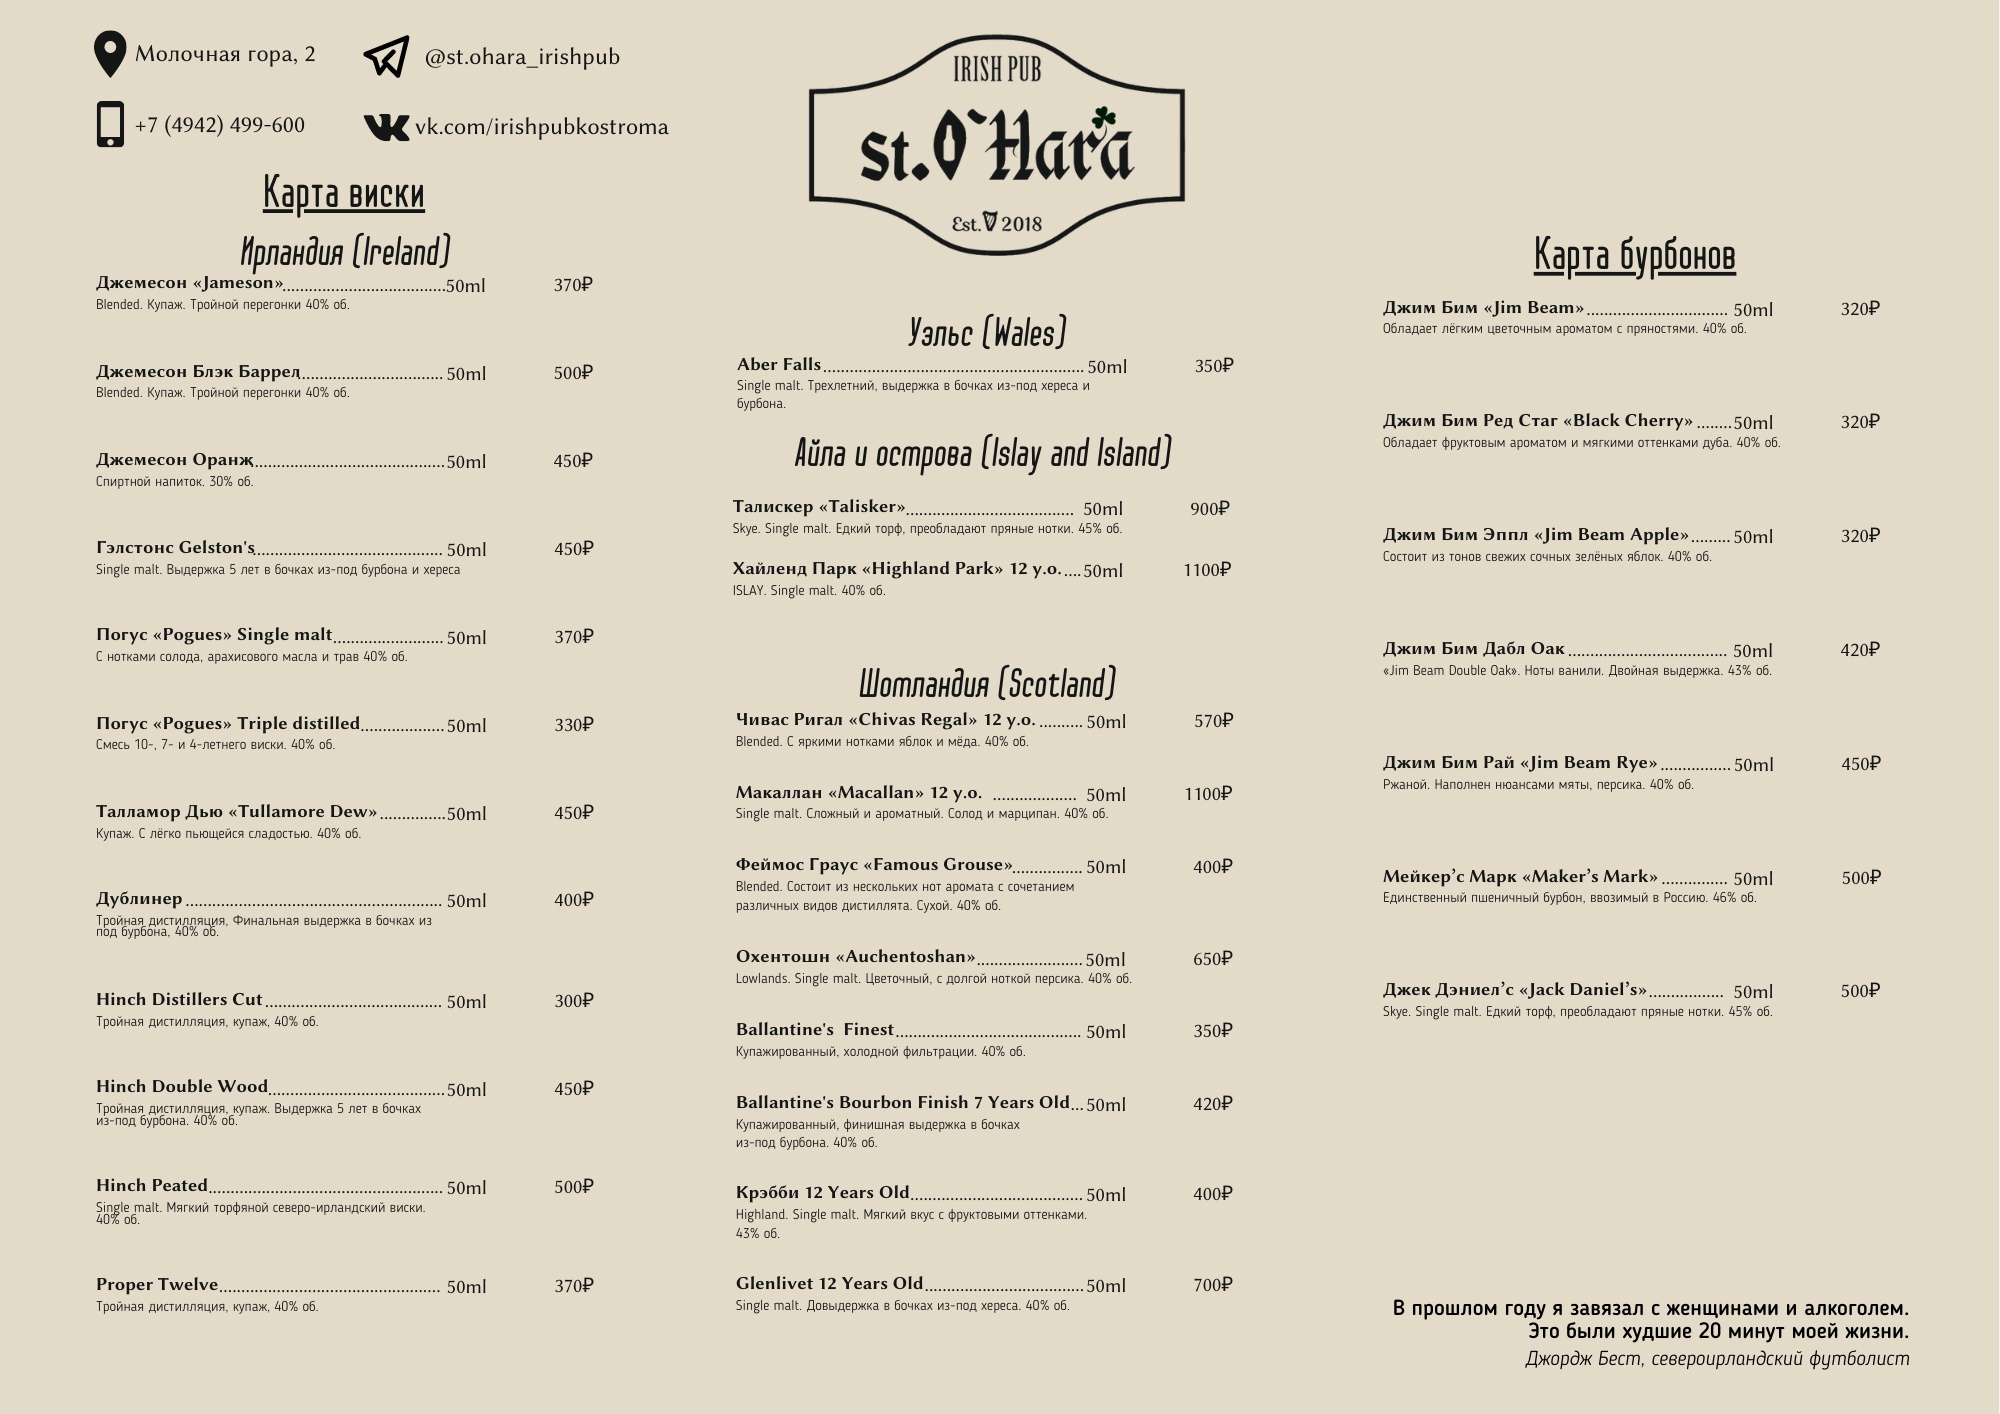 Молочная гора, 2
@st.ohara_irishpub
+7 (4942) 499-600
vk.com/irishpubkostroma
IRISH PUB
st.O`Hara
Est. 2018
Карта виски
Ирландия (Ireland)
Джемесон «Jameson».....................................50ml 370₽
Blended. Купаж. Тройной перегонки 40% об.
Джемесон Блэк Баррел................................ 50ml 500₽
Blended. Купаж. Тройной перегонки 40% об.
Джемесон Оранж...........................................50ml 450₽
Спиртной напиток. 30% об.
Гэлстонс Gelston's.......................................... 50ml 450₽
Single malt. Выдержка 5 лет в бочках из-под бурбона и хереса
Погус «Pogues» Single malt......................... 50ml 370₽
С нотками солода, арахисового масла и трав 40% об.
Погус «Pogues» Triple distilled................... 50ml 330₽
Смесь 10-, 7- и 4-летнего виски. 40% об.
Талламор Дью «Tullamore Dew» ...............50ml 450₽
Купаж. С лёгко пьющейся сладостью. 40% об.
Дублинер .......................................................... 50ml 400₽
Тройная дистилляция, Финальная выдержка в бочках из
под бурбона, 40% об.
Hinch Distillers Cut ........................................ 50ml 300₽
Тройная дистилляция, купаж, 40% об.
Hinch Double Wood........................................50ml 450₽
Тройная дистилляция, купаж. Выдержка 5 лет в бочках
из-под бурбона. 40% об.
Hinch Peated..................................................... 50ml 500₽
Single malt. Мягкий торфяной северо-ирландский виски.
40% об.
Proper Twelve.................................................. 50ml 370₽
Тройная дистилляция, купаж, 40% об.
Уэльс (Wales)
Aber Falls........................................................... 50ml 350₽
Single malt. Трехлетний, выдержка в бочках из-под хереса и
бурбона.
Айла и острова (Islay and Island)
Талискер «Talisker»...................................... 50ml 900₽
Skye. Single malt. Едкий торф, преобладают пряные нотки. 45% об.
Хайленд Парк «Highland Park» 12 y.o. ....50ml 1100₽
ISLAY. Single malt. 40% об.
Шотландия (Scotland)
Чивас Ригал «Chivas Regal» 12 y.o. .......... 50ml 570₽
Blended. С яркими нотками яблок и мёда. 40% об.
Макаллан «Macallan» 12 y.o. ................... 50ml 1100₽
Single malt. Сложный и ароматный. Солод и марципан. 40% об.
Феймос Граус «Famous Grouse»................ 50ml 400₽
Blended. Состоит из нескольких нот аромата с сочетанием
различных видов дистиллята. Сухой. 40% об.
Охентошн «Auchentoshan»........................ 50ml 650₽
Lowlands. Single malt. Цветочный, с долгой ноткой персика. 40% об.
Ballantine's Finest.......................................... 50ml 350₽
Купажированный, холодной фильтрации. 40% об.
Ballantine's Bourbon Finish 7 Years Old...50ml 420₽
Купажированный, финишная выдержка в бочках
из-под бурбона. 40% об.
Крэбби 12 Years Old....................................... 50ml 400₽
Highland. Single malt. Мягкий вкус с фруктовыми оттенками.
43% об.
Glenlivet 12 Years Old....................................50ml 700₽
Single malt. Довыдержка в бочках из-под хереса. 40% об.
Карта бурбонов
Джим Бим «Jim Beam» ................................ 50ml 320₽
Обладает лёгким цветочным ароматом с пряностями. 40% об.
Джим Бим Ред Стаг «Black Cherry» ........50ml 320₽
Обладает фруктовым ароматом и мягкими оттенками дуба. 40% об.
Джим Бим Эппл «Jim Beam Apple»......... 50ml 320₽
Состоит из тонов свежих сочных зелёных яблок. 40% об.
Джим Бим Дабл Оак .................................... 50ml 420₽
«Jim Beam Double Oak». Ноты ванили. Двойная выдержка. 43% об.
Джим Бим Рай «Jim Beam Rye» ................ 50ml 450₽
Ржаной. Наполнен нюансами мяты, персика. 40% об.
Мейкер’с Марк «Maker’s Mark» ............... 50ml 500₽
Единственный пшеничный бурбон, ввозимый в Россию. 46% об.
Джек Дэниел’с «Jack Daniel’s»................. 50ml 500₽
Skye. Single malt. Едкий торф, преобладают пряные нотки. 45% об.
В прошлом году я завязал с женщинами и алкоголем.
Это были худшие 20 минут моей жизни.
Джордж Бест, североирландский футболист